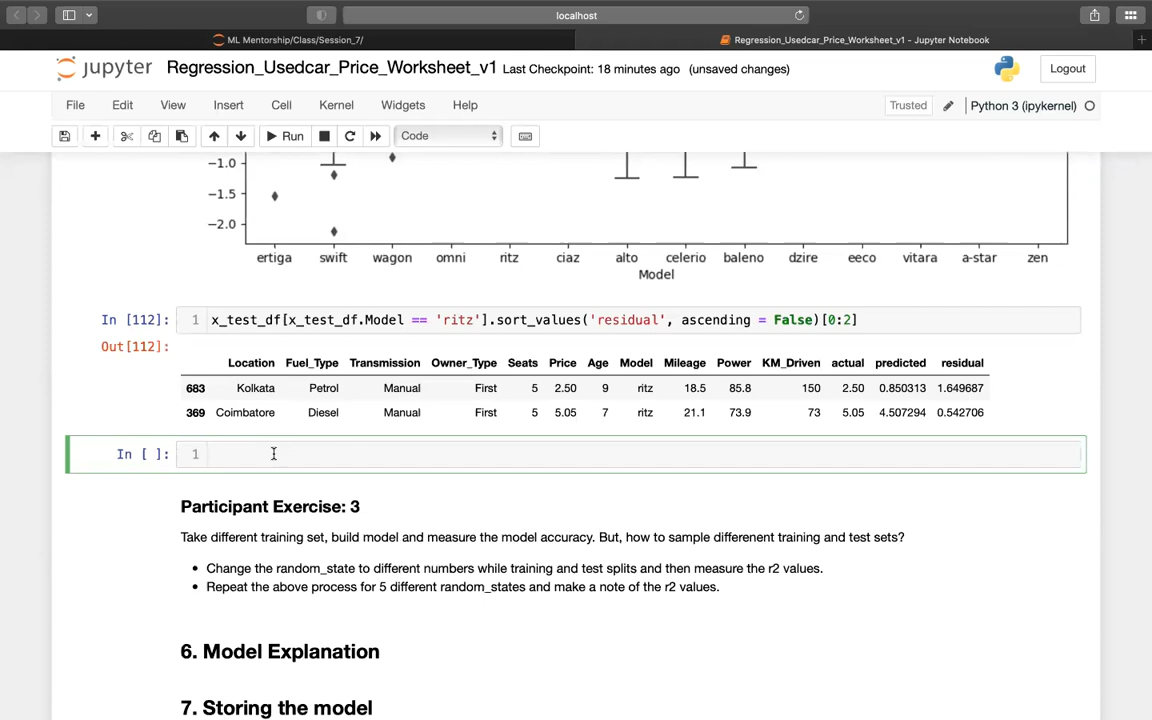 localhost
ML Mentorship/Class/Session_7/
Regression_Usedcar_Price_Worksheet_v1 - Jupyter Notebook
jupyter Regression_Usedcar_Price_Worksheet_v1 Last Checkpoint: 18 minutes ago (unsaved changes)
Logout
File Edit View Insert Cell Kernel Widgets Help
Trusted Python 3 (ipykernel)
Run Code
−1.0
−1.5
−2.0
ertiga swift wagon omni ritz ciaz alto celerio baleno dzire eeco vitara a-star zen
Model
In [112]: 1 x_test_df[x_test_df.Model == 'ritz'].sort_values('residual', ascending = False)[0:2]
Out[112]:
Location Fuel_Type Transmission Owner_Type Seats Price Age Model Mileage Power KM_Driven actual predicted residual
683 Kolkata Petrol Manual First 5 2.50 9 ritz 18.5 85.8 150 2.50 0.850313 1.649687
369 Coimbatore Diesel Manual First 5 5.05 7 ritz 21.1 73.9 73 5.05 4.507294 0.542706
In [ ]: 1
Participant Exercise: 3
Take different training set, build model and measure the model accuracy. But, how to sample differenent training and test sets?
• Change the random_state to different numbers while training and test splits and then measure the r2 values.
• Repeat the above process for 5 different random_states and make a note of the r2 values.
6. Model Explanation
7. Storing the model